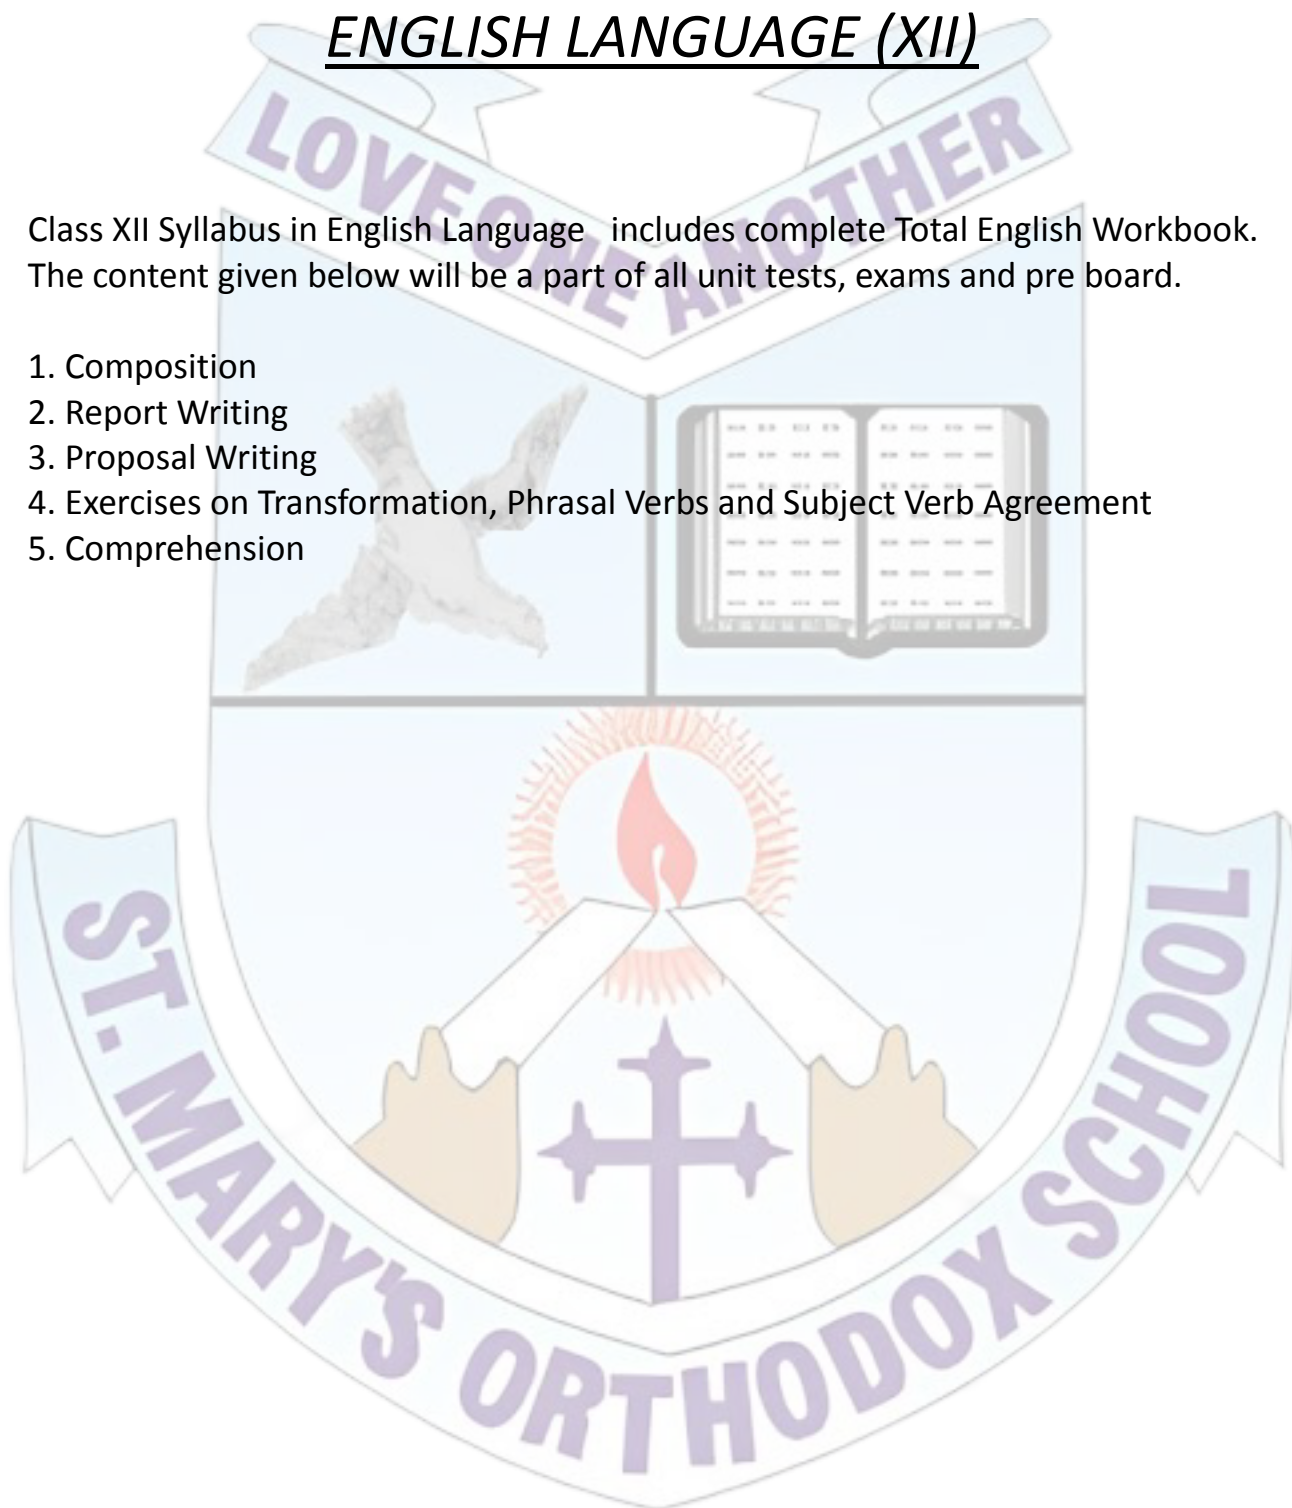 ENGLISH LANGUAGE (XII)
LOVE ONE ANOTHER
Class XII Syllabus in English Language includes complete Total English Workbook.
The content given below will be a part of all unit tests, exams and pre board.
1. Composition
2. Report Writing
3. Proposal Writing
4. Exercises on Transformation, Phrasal Verbs and Subject Verb Agreement
5. Comprehension
ST. MARY'S ORTHODOX SCHOOL